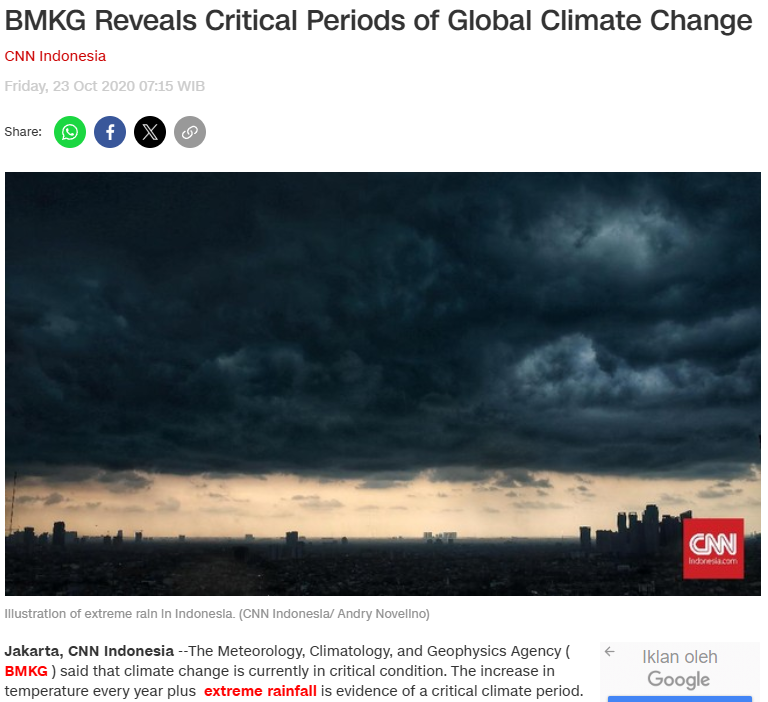 BMKG Reveals Critical Periods of Global Climate Change
CNN Indonesia
Friday, 23 Oct 2020 07:15 WIB
Share:
CNN
Indonesia.com
Illustration of extreme rain in Indonesia. (CNN Indonesia/ Andry Novelino)
Jakarta, CNN Indonesia --The Meteorology, Climatology, and Geophysics Agency (
BMKG ) said that climate change is currently in critical condition. The increase in
temperature every year plus extreme rainfall is evidence of a critical climate period.
Iklan oleh
Google